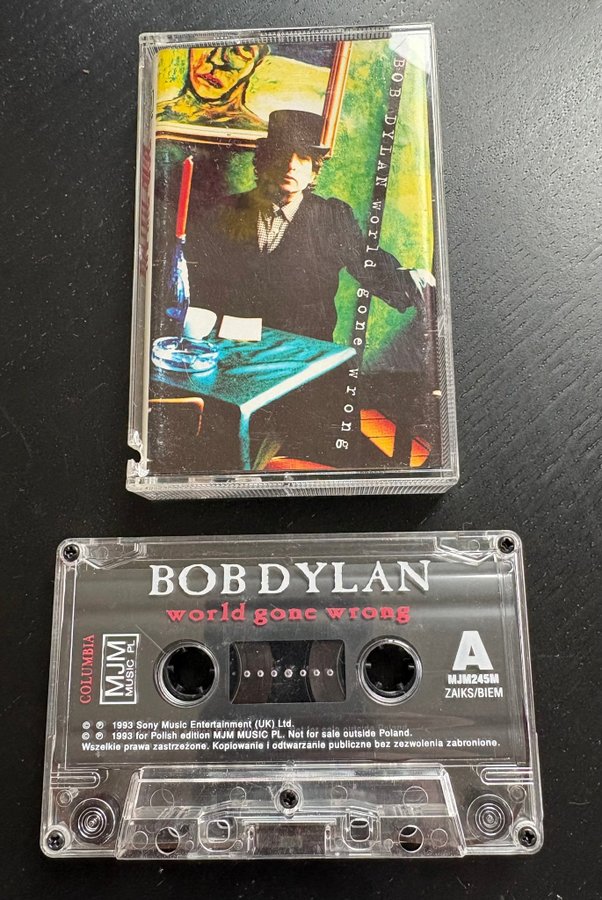 BOB DYLAN world gone wrong
BOB DYLAN
world gone wrong
COLUMBIA
MJM
MUSIC PL
A
MJM245M
ZAIKS/BIEM
© ℗ 1993 Sony Music Entertainment (UK) Ltd.
© ℗ 1993 for Polish edition MJM MUSIC PL. Not for sale outside Poland.
Wszelkie prawa zastrzeżone. Kopiowanie i odtwarzanie publiczne bez zezwolenia zabronione.